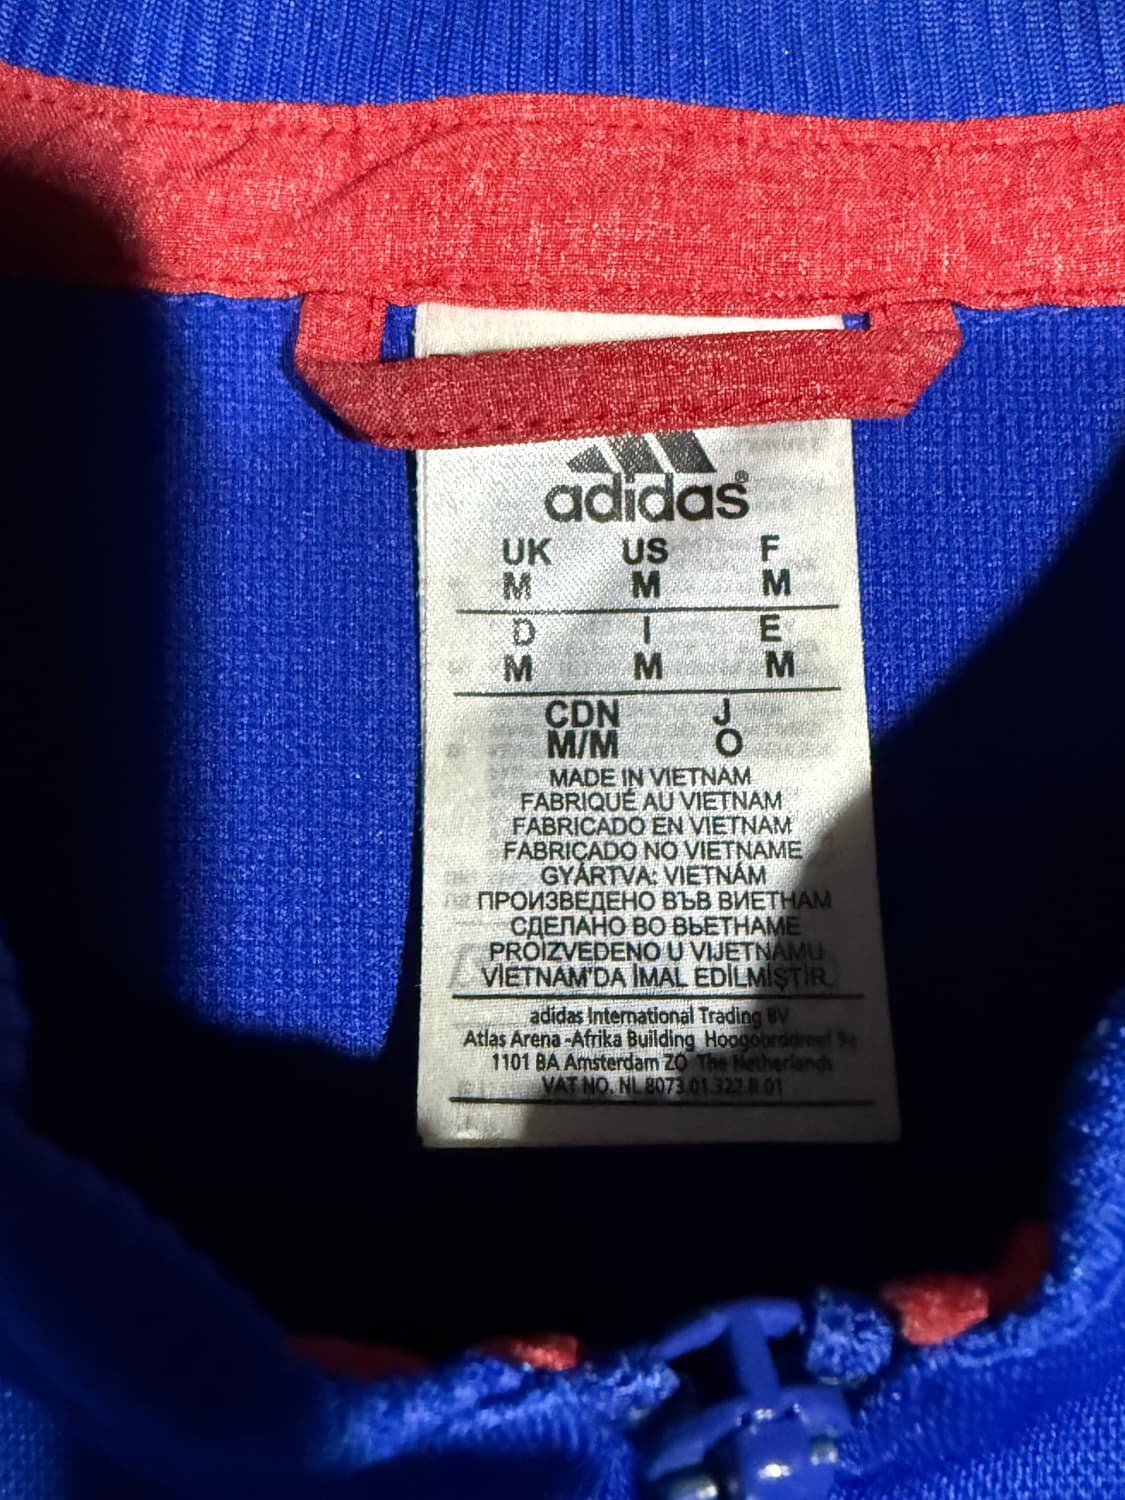 adidas®
UK US F
M M M
D I E
M M M
CDN J
M/M O
MADE IN VIETNAM
FABRIQUÉ AU VIETNAM
FABRICADO EN VIETNAM
FABRICADO NO VIETNAME
GYÁRTVA: VIETNÁM
ПРОИЗВЕДЕНО ВЪВ ВИЕТНАМ
СДЕЛАНО ВО ВЬЕТНАМЕ
PROIZVEDENO U VIJETNAMU
VİETNAM'DA İMAL EDİLMİŞTİR
adidas International Trading BV
Atlas Arena -Afrika Building Hoogoorddreef 9a
1101 BA Amsterdam ZO The Netherlands
VAT NO. NL 8073.01.322.B.01